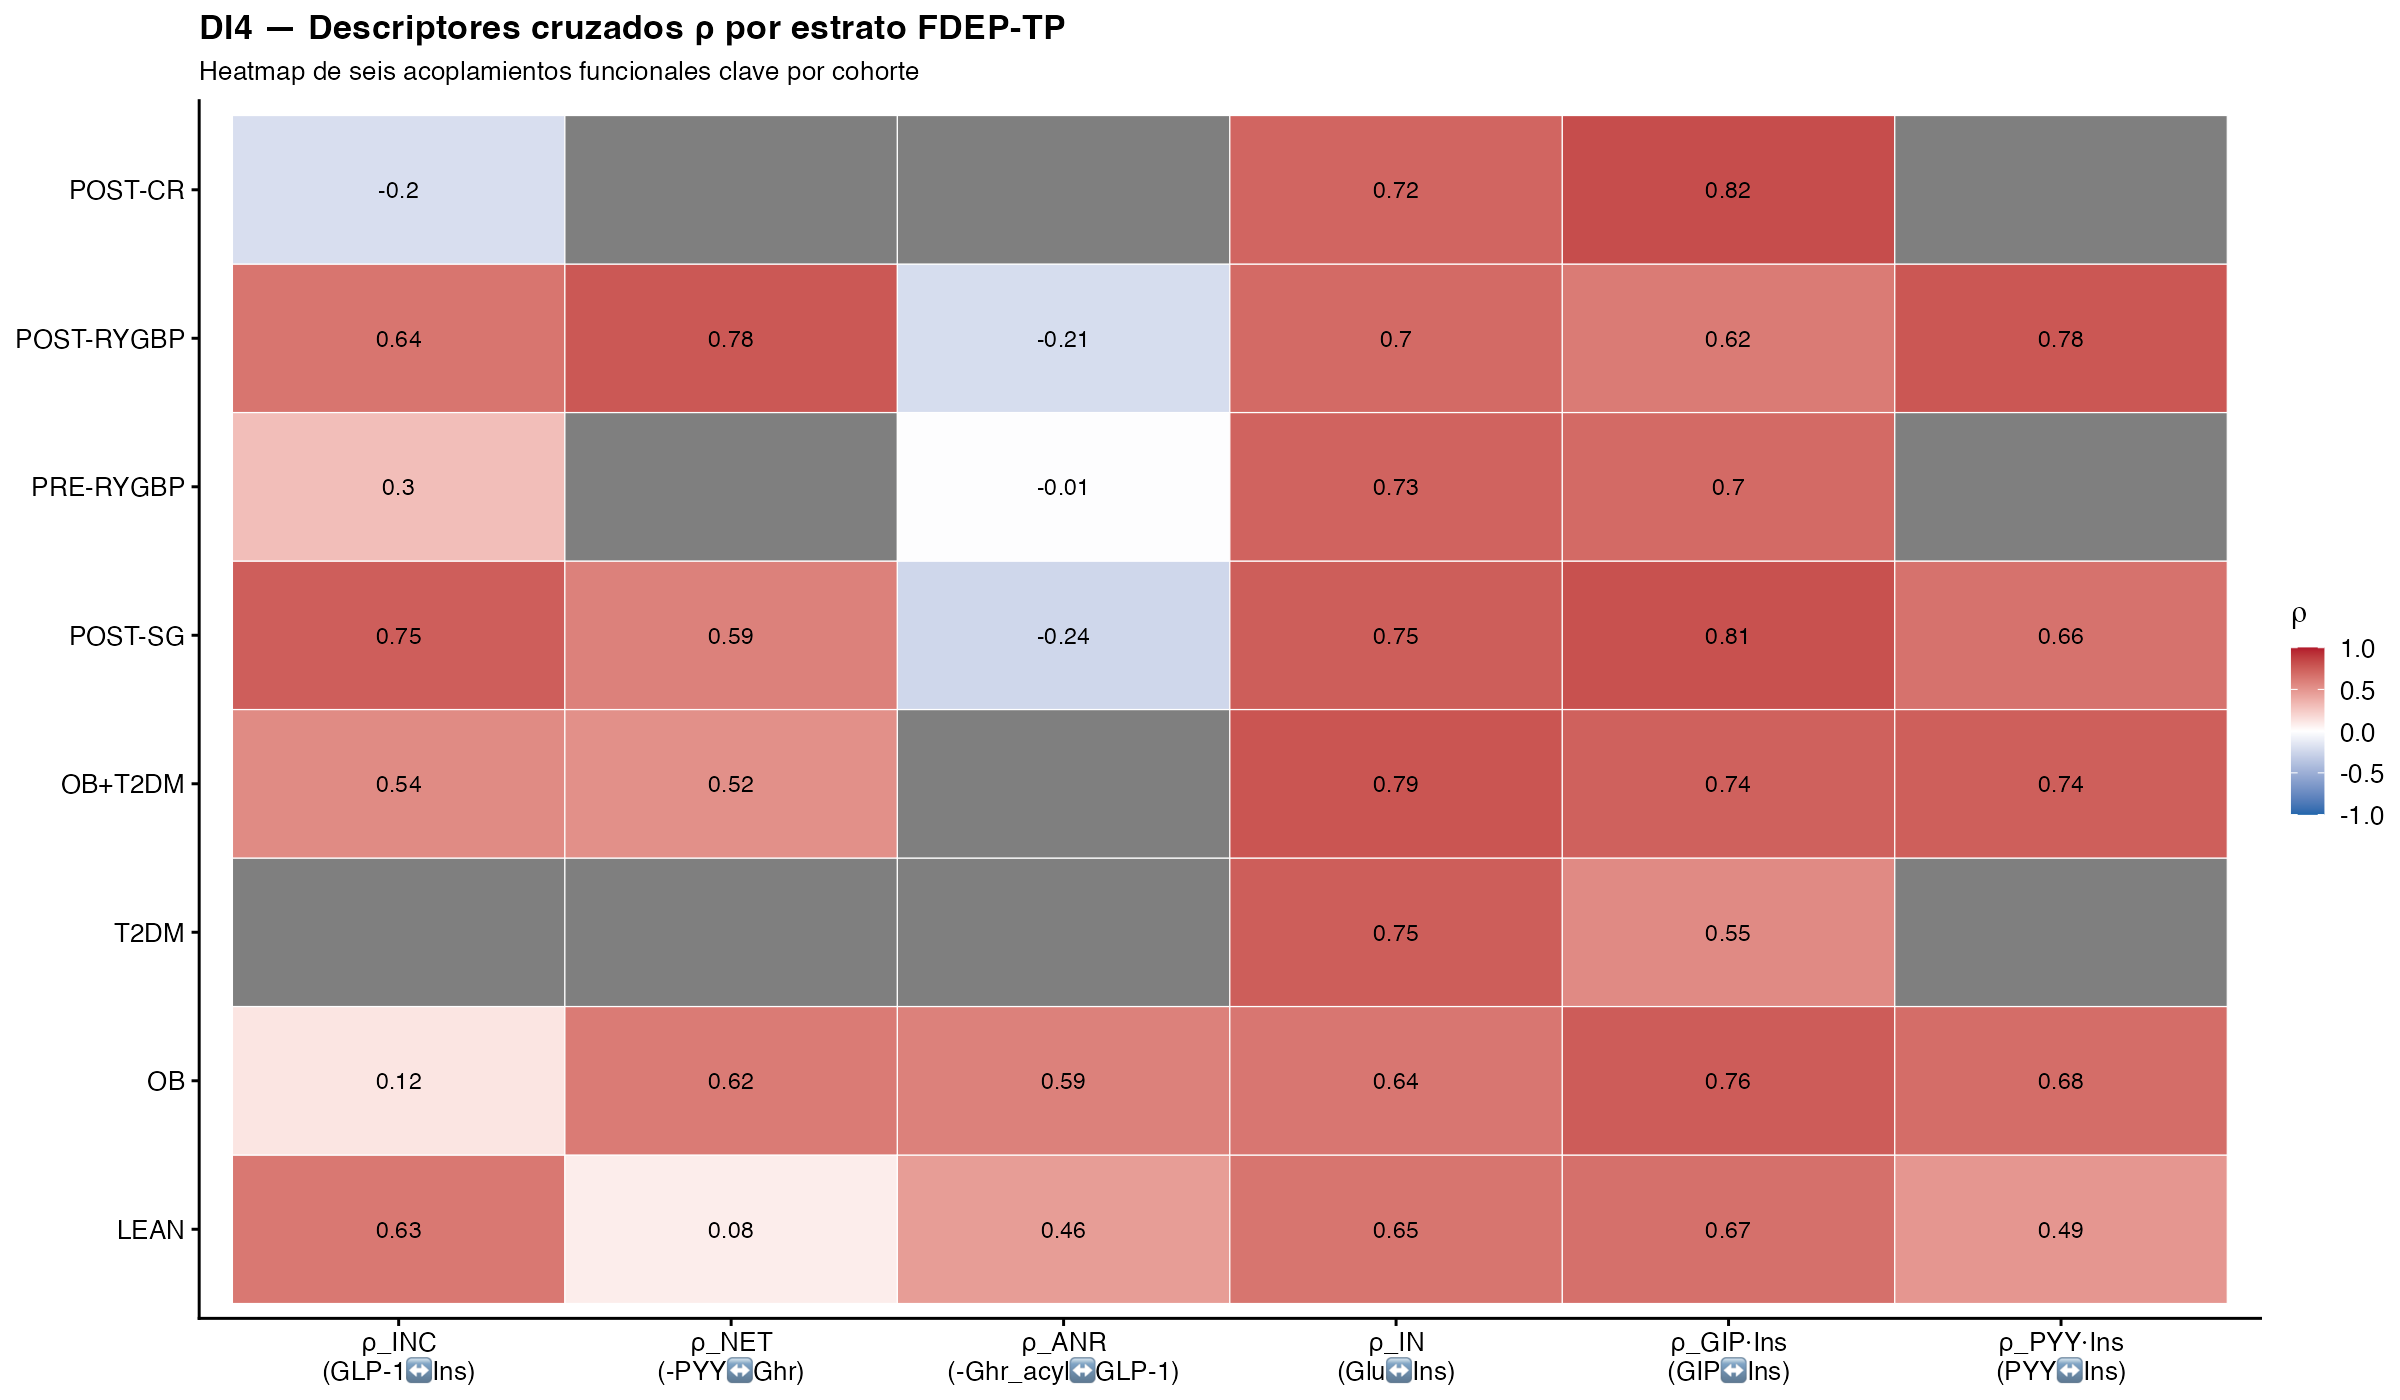 DI4 — Descriptores cruzados ρ por estrato FDEP-TP
Heatmap de seis acoplamientos funcionales clave por cohorte
POST-CR -0.2 0.72 0.82
POST-RYGBP 0.64 0.78 -0.21 0.7 0.62 0.78
PRE-RYGBP 0.3 -0.01 0.73 0.7
POST-SG 0.75 0.59 -0.24 0.75 0.81 0.66
OB+T2DM 0.54 0.52 0.79 0.74 0.74
T2DM 0.75 0.55
OB 0.12 0.62 0.59 0.64 0.76 0.68
LEAN 0.63 0.08 0.46 0.65 0.67 0.49
ρ_INC ρ_NET ρ_ANR ρ_IN ρ_GIP·Ins ρ_PYY·Ins
(GLP-1↔️Ins) (-PYY↔️Ghr) (-Ghr_acyl↔️GLP-1) (Glu↔️Ins) (GIP↔️Ins) (PYY↔️Ins)
ρ
1.0
0.5
0.0
-0.5
-1.0